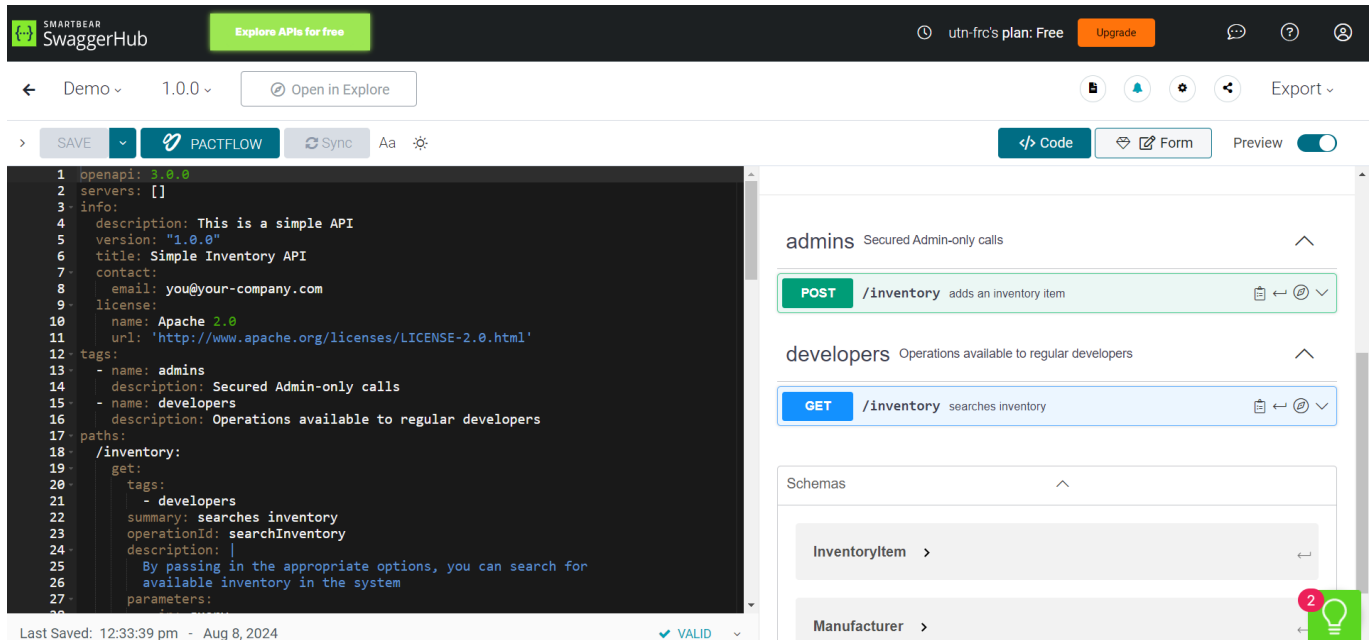 SMARTBEAR
SwaggerHub
Explore APIs for free
utn-frc's plan: Free
Upgrade
Demo
1.0.0
Open in Explore
Export
SAVE
PACTFLOW
Sync
Aa
</> Code
Form
Preview
1 openapi: 3.0.0
2 servers: []
3 info:
4 description: This is a simple API
5 version: "1.0.0"
6 title: Simple Inventory API
7 contact:
8 email: you@your-company.com
9 license:
10 name: Apache 2.0
11 url: 'http://www.apache.org/licenses/LICENSE-2.0.html'
12 tags:
13 - name: admins
14 description: Secured Admin-only calls
15 - name: developers
16 description: Operations available to regular developers
17 paths:
18 /inventory:
19 get:
20 tags:
21 - developers
22 summary: searches inventory
23 operationId: searchInventory
24 description: |
25 By passing in the appropriate options, you can search for
26 available inventory in the system
27 parameters:
admins Secured Admin-only calls
POST /inventory adds an inventory item
developers Operations available to regular developers
GET /inventory searches inventory
Schemas
InventoryItem
Manufacturer
2
Last Saved: 12:33:39 pm - Aug 8, 2024
VALID